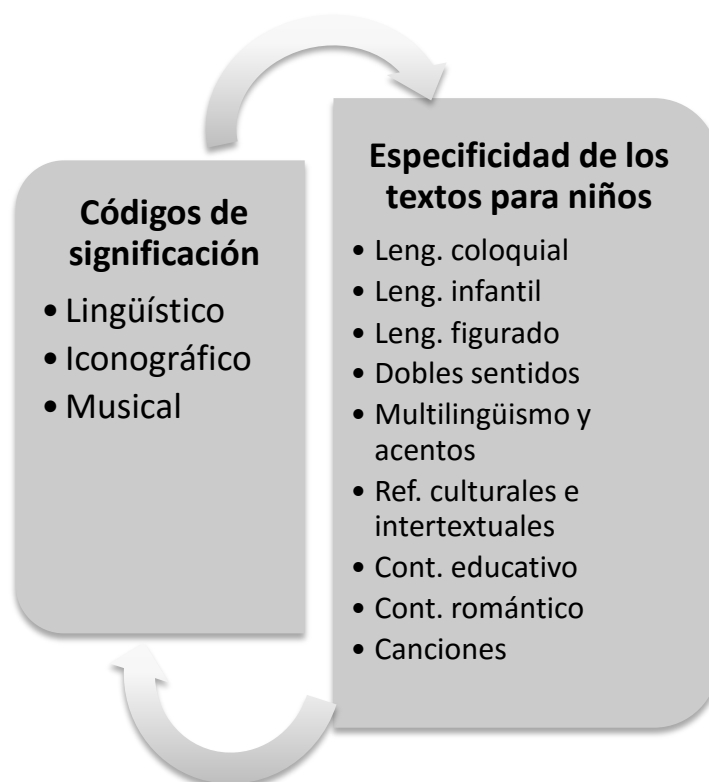 Códigos de
significación
• Lingüístico
• Iconográfico
• Musical
Especificidad de los
textos para niños
• Leng. coloquial
• Leng. infantil
• Leng. figurado
• Dobles sentidos
• Multilingüismo y
acentos
• Ref. culturales e
intertextuales
• Cont. educativo
• Cont. romántico
• Canciones